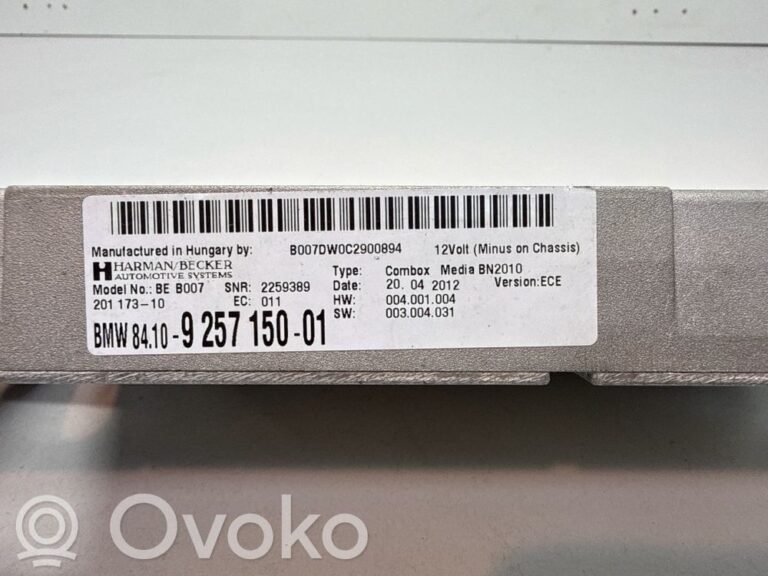 Manufactured in Hungary by: B007DW0C2900894 12Volt (Minus on Chassis)
HARMAN/BECKER
AUTOMOTIVE SYSTEMS
Type: Combox Media BN2010
Model No.: BE B007 SNR: 2259389 Date: 20. 04 2012 Version:ECE
201 173-10 EC: 011 HW: 004.001.004
SW: 003.004.031
BMW 84.10-9 257 150-01
Ovoko